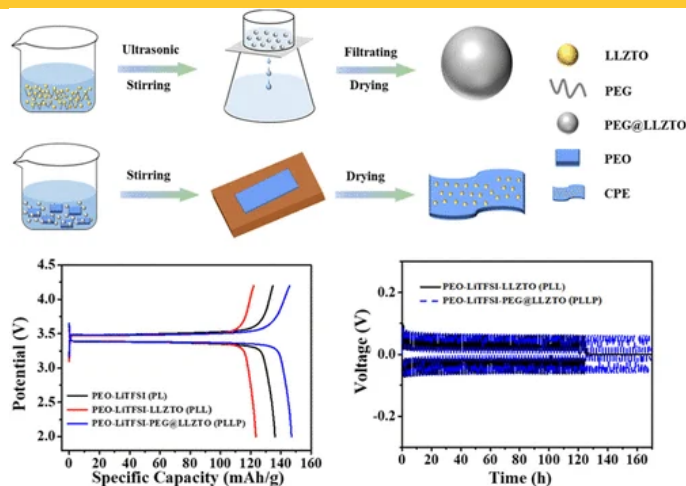 Ultrasonic
Stirring
Filtrating
Drying
LLZTO
PEG
PEG@LLZTO
PEO
CPE
Stirring
Drying
4.5
4.0
3.5
3.0
2.5
2.0
Potential (V)
PEO-LiTFSI (PL)
PEO-LiTFSI-LLZTO (PLL)
PEO-LiTFSI-PEG@LLZTO (PLLP)
0 20 40 60 80 100 120 140 160
Specific Capacity (mAh/g)
0.2
0.0
-0.2
Voltage (V)
PEO-LiTFSI-LLZTO (PLL)
PEO-LiTFSI-PEG@LLZTO (PLLP)
0 20 40 60 80 100 120 140 160
Time (h)